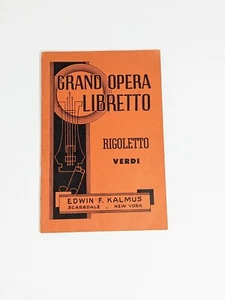 GRAND OPERA
LIBRETTO
RIGOLETTO
VERDI
EDWIN F. KALMUS
SCARSDALE , NEW YORK